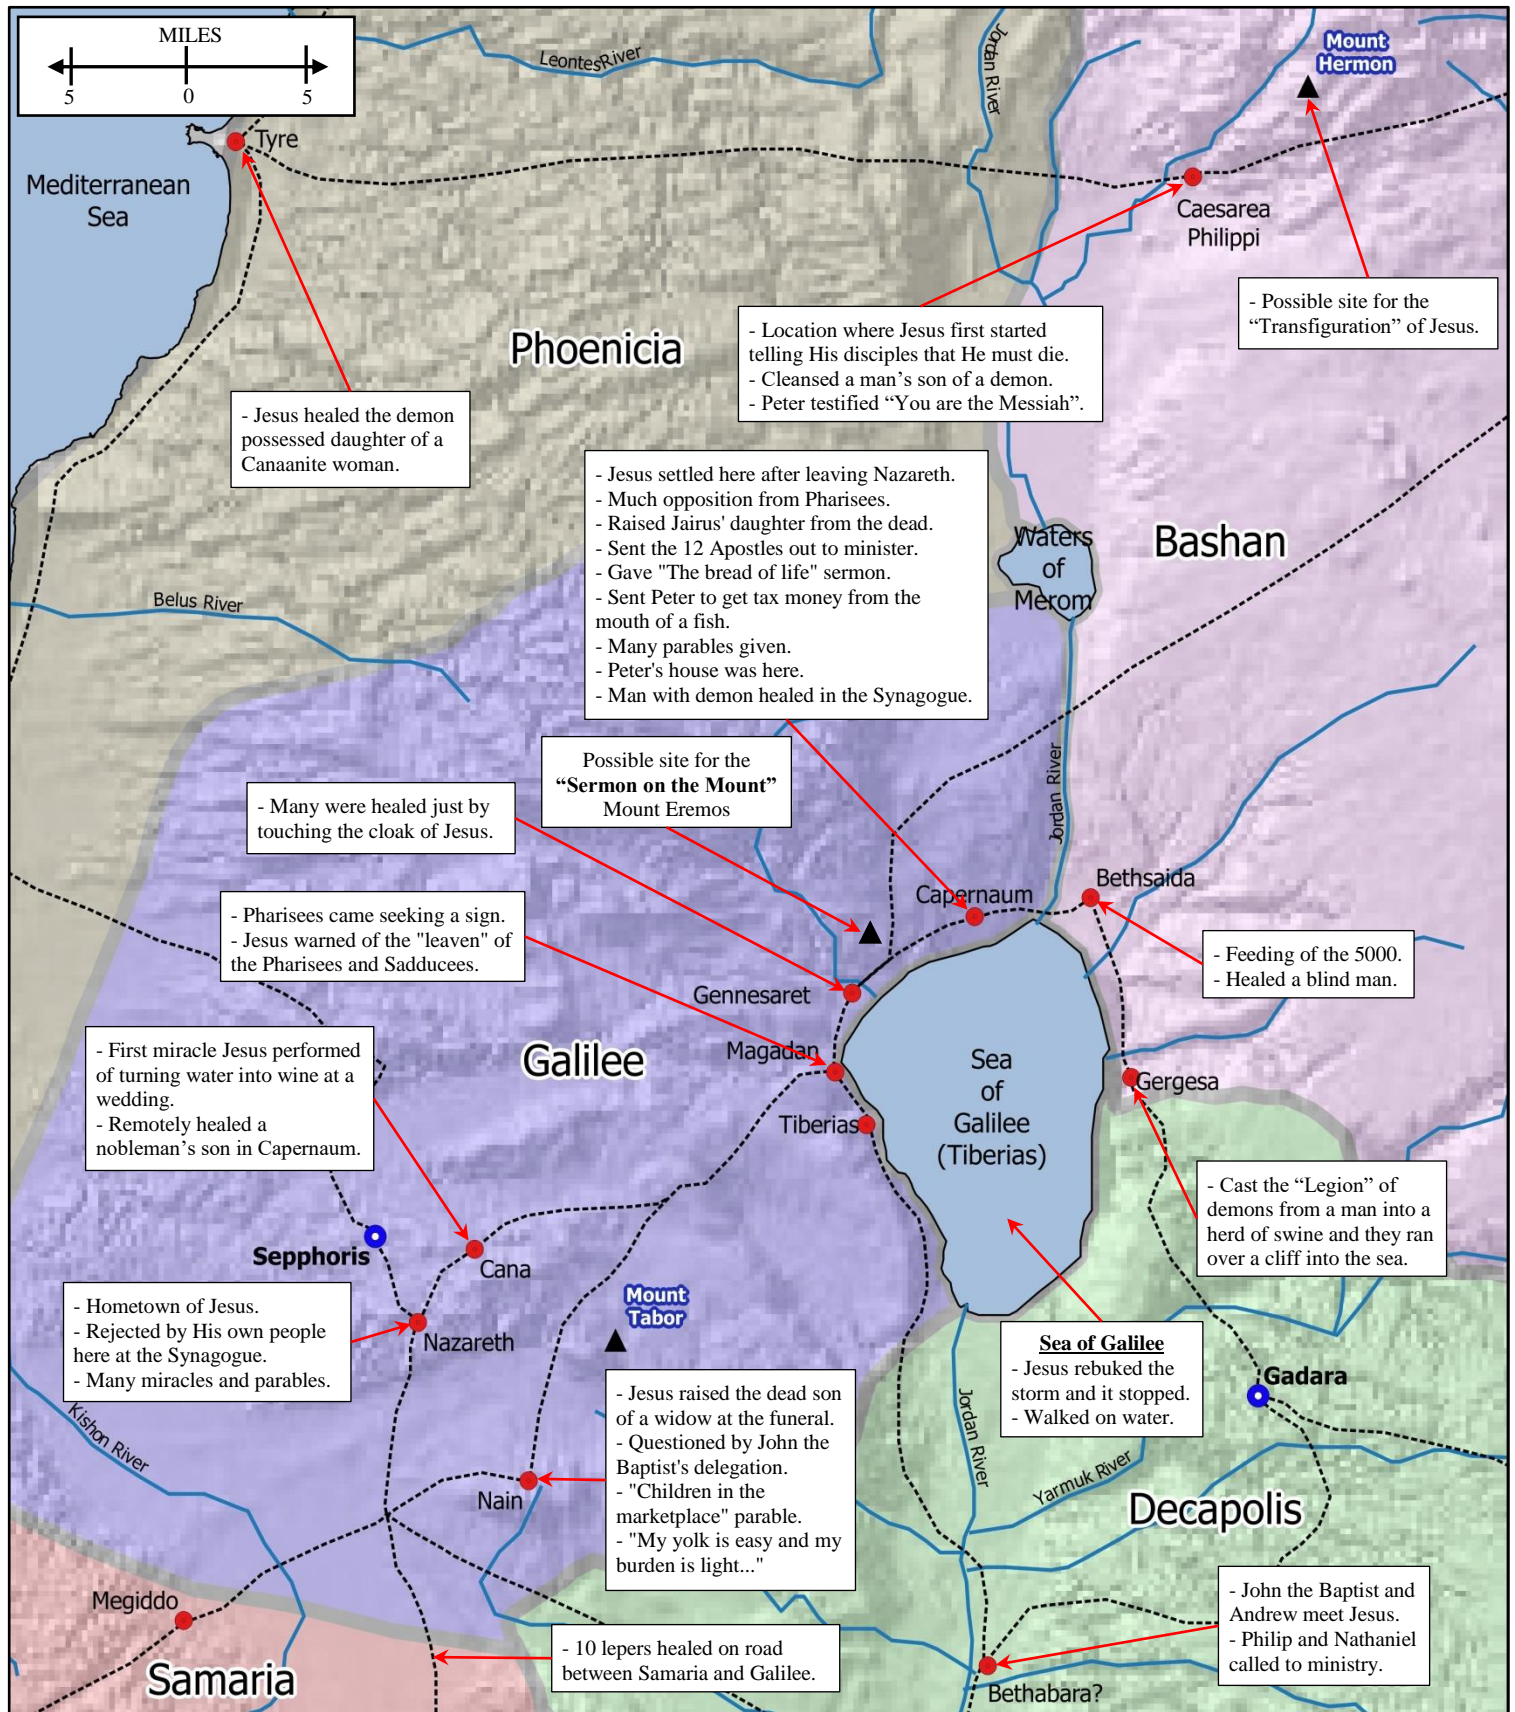 MILES
5 0 5
Leontes River
Jordan River
Mount
Hermon
Tyre
Mediterranean
Sea
Caesarea
Philippi
- Possible site for the
“Transfiguration” of Jesus.
- Location where Jesus first started
telling His disciples that He must die.
- Cleansed a man’s son of a demon.
- Peter testified “You are the Messiah”.
Phoenicia
- Jesus healed the demon
possessed daughter of a
Canaanite woman.
- Jesus settled here after leaving Nazareth.
- Much opposition from Pharisees.
- Raised Jairus' daughter from the dead.
- Sent the 12 Apostles out to minister.
- Gave "The bread of life" sermon.
- Sent Peter to get tax money from the
mouth of a fish.
- Many parables given.
- Peter's house was here.
- Man with demon healed in the Synagogue.
Waters
of
Merom
Bashan
Belus River
Possible site for the
“Sermon on the Mount”
Mount Eremos
Jordan River
- Many were healed just by
touching the cloak of Jesus.
Capernaum
Bethsaida
- Pharisees came seeking a sign.
- Jesus warned of the "leaven" of
the Pharisees and Sadducees.
- Feeding of the 5000.
- Healed a blind man.
Gennesaret
Magadan
Galilee
Sea
of
Galilee
(Tiberias)
Gergesa
Tiberias
- First miracle Jesus performed
of turning water into wine at a
wedding.
- Remotely healed a
nobleman’s son in Capernaum.
- Cast the “Legion” of
demons from a man into a
herd of swine and they ran
over a cliff into the sea.
Sepphoris
Cana
Mount
Tabor
- Hometown of Jesus.
- Rejected by His own people
here at the Synagogue.
- Many miracles and parables.
Nazareth
Sea of Galilee
- Jesus rebuked the
storm and it stopped.
- Walked on water.
Gadara
Kishon River
- Jesus raised the dead son
of a widow at the funeral.
- Questioned by John the
Baptist's delegation.
- "Children in the
marketplace" parable.
- "My yolk is easy and my
burden is light..."
Jordan River
Nain
Yarmuk River
Decapolis
Megiddo
- John the Baptist and
Andrew meet Jesus.
- Philip and Nathaniel
called to ministry.
- 10 lepers healed on road
between Samaria and Galilee.
Samaria
Bethabara?